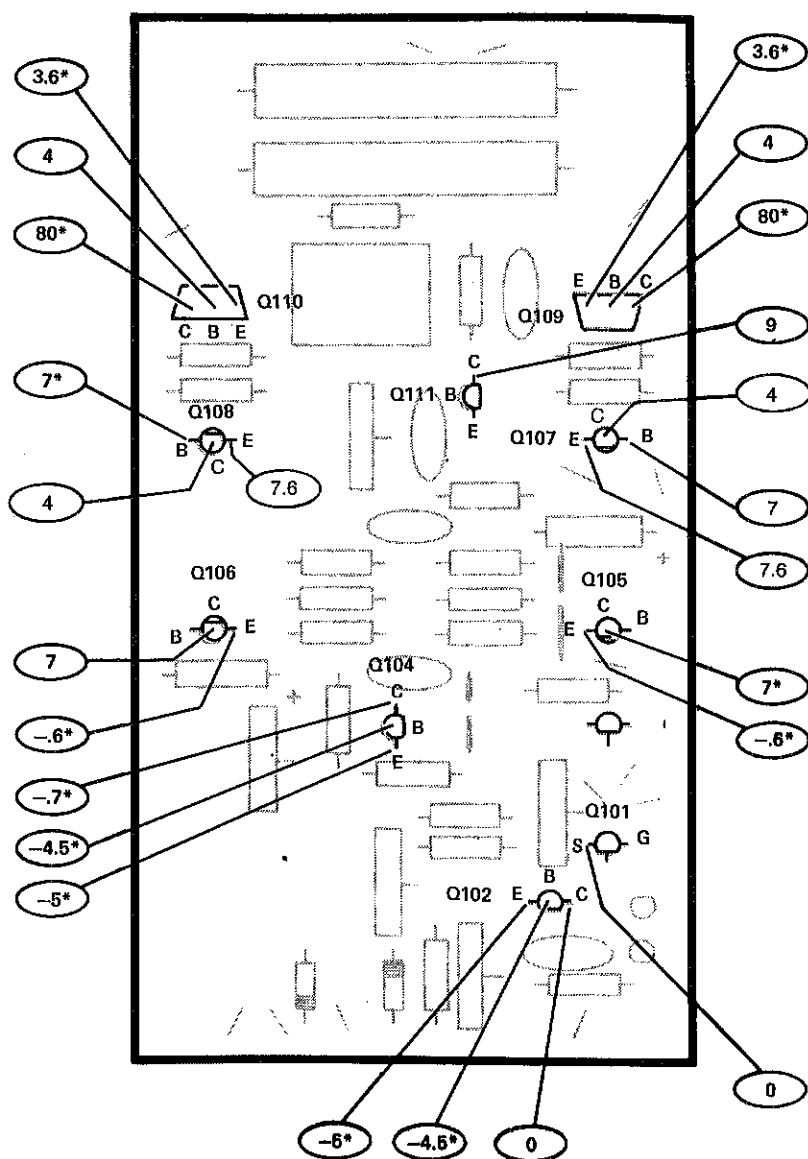 3.6*
4
80*
3.6*
4
80*
Q110
C B E
E B C
Q109
9
C
Q111 B
E
7*
Q108
B E
C
4
7.6
C
Q107 E B
4
7
7.6
Q106
C
B E
7
Q105
C
E B
7*
-.6*
-.6*
Q104
C
B
E
-.7*
-4.5*
-5*
Q101
S G
B
Q102 E C
0
-5*
-4.5*
0